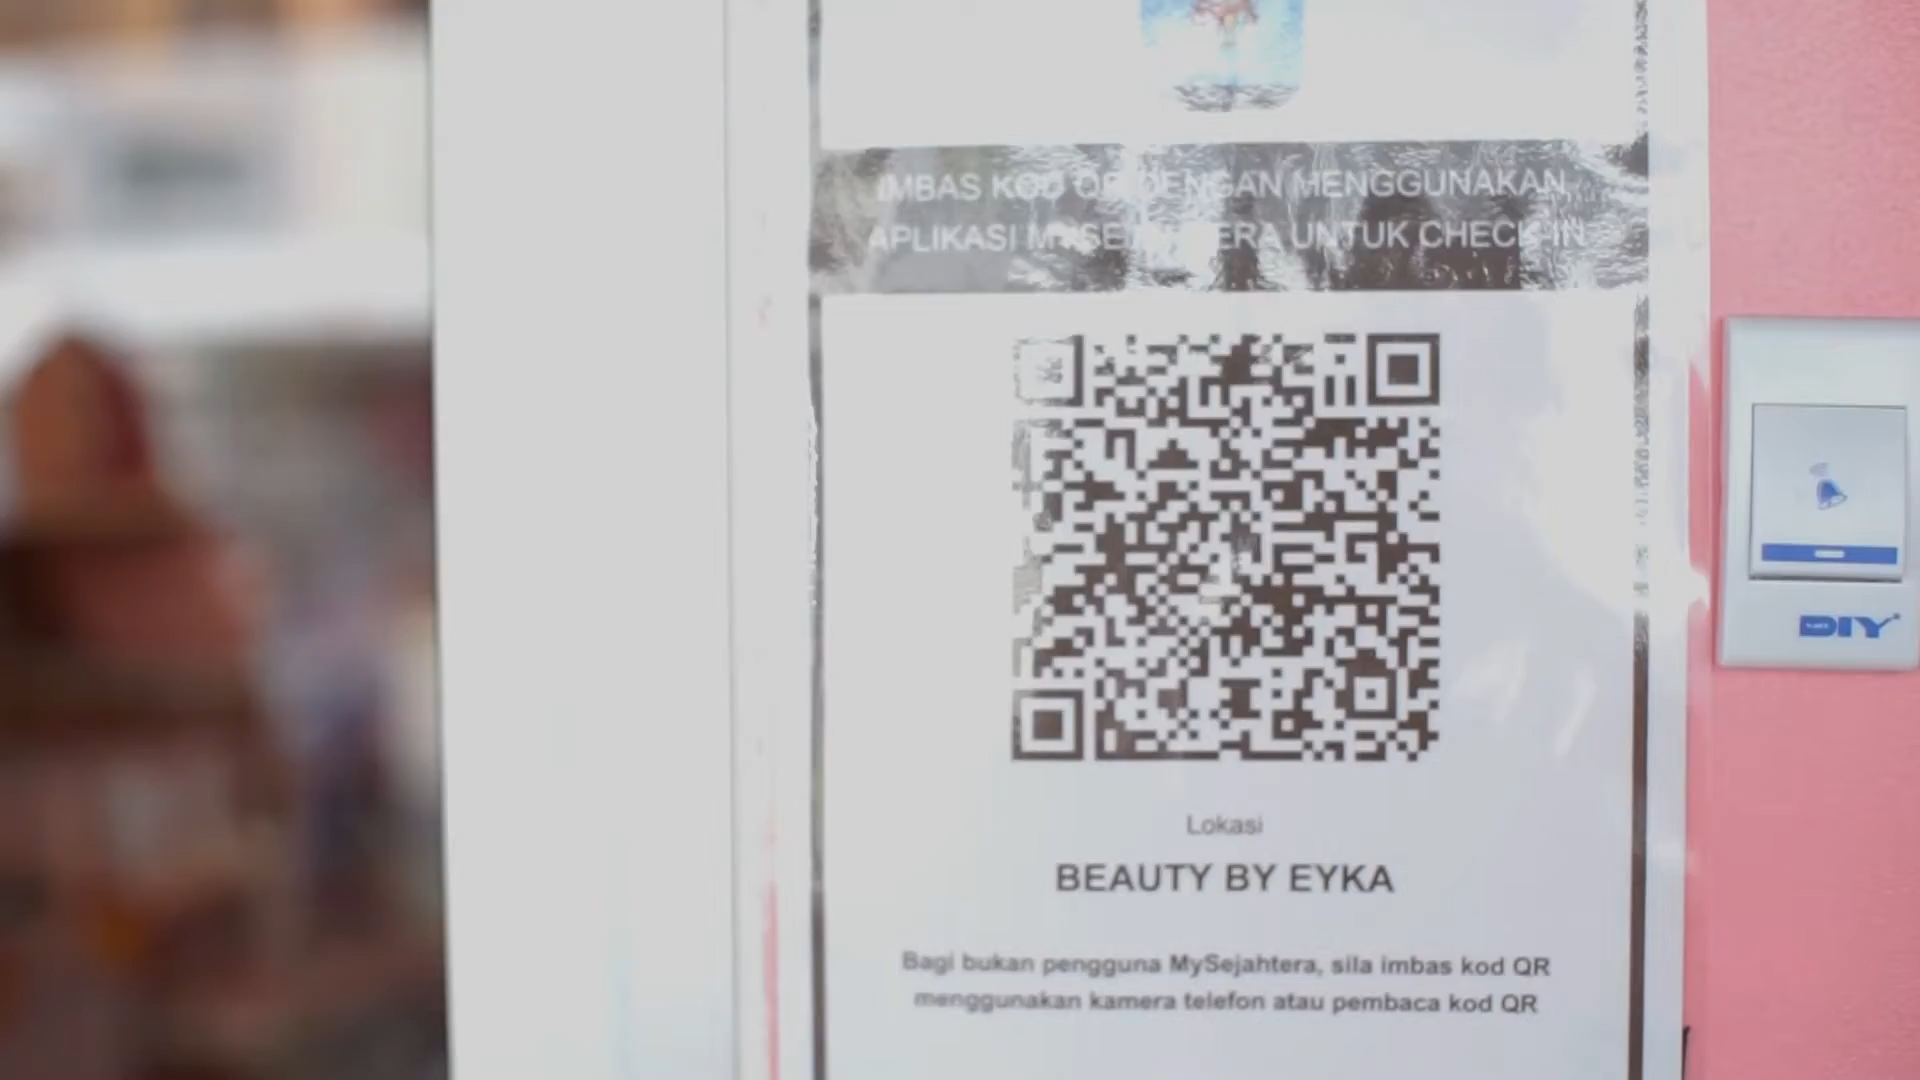 IMBAS KOD QR DENGAN MENGGUNAKAN
APLIKASI MYSEJAHTERA UNTUK CHECK-IN
Lokasi
BEAUTY BY EYKA
Bagi bukan pengguna MySejahtera, sila imbas kod QR
menggunakan kamera telefon atau pembaca kod QR
DIY